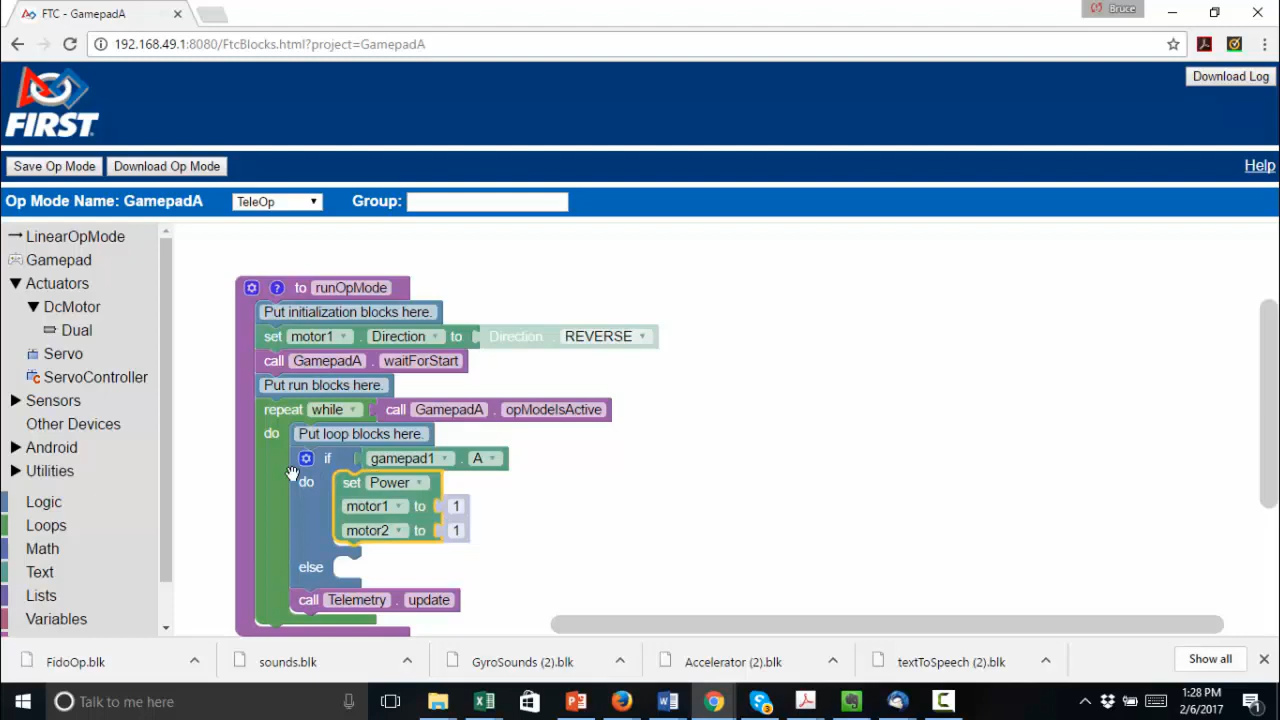 FTC - GamepadA
Bruce
192.168.49.1:8080/FtcBlocks.html?project=GamepadA
Download Log
FIRST
Save Op Mode Download Op Mode Help
Op Mode Name: GamepadA TeleOp Group:
LinearOpMode
Gamepad
Actuators
DcMotor
Dual
Servo
ServoController
Sensors
Other Devices
Android
Utilities
Logic
Loops
Math
Text
Lists
Variables
to runOpMode
Put initialization blocks here.
set motor1 . Direction to Direction . REVERSE
call GamepadA . waitForStart
Put run blocks here.
repeat while call GamepadA . opModeIsActive
do Put loop blocks here.
if gamepad1 . A
do set Power
motor1 to 1
motor2 to 1
else
call Telemetry . update
FidoOp.blk sounds.blk GyroSounds (2).blk Accelerator (2).blk textToSpeech (2).blk Show all
Talk to me here
1:28 PM
2/6/2017